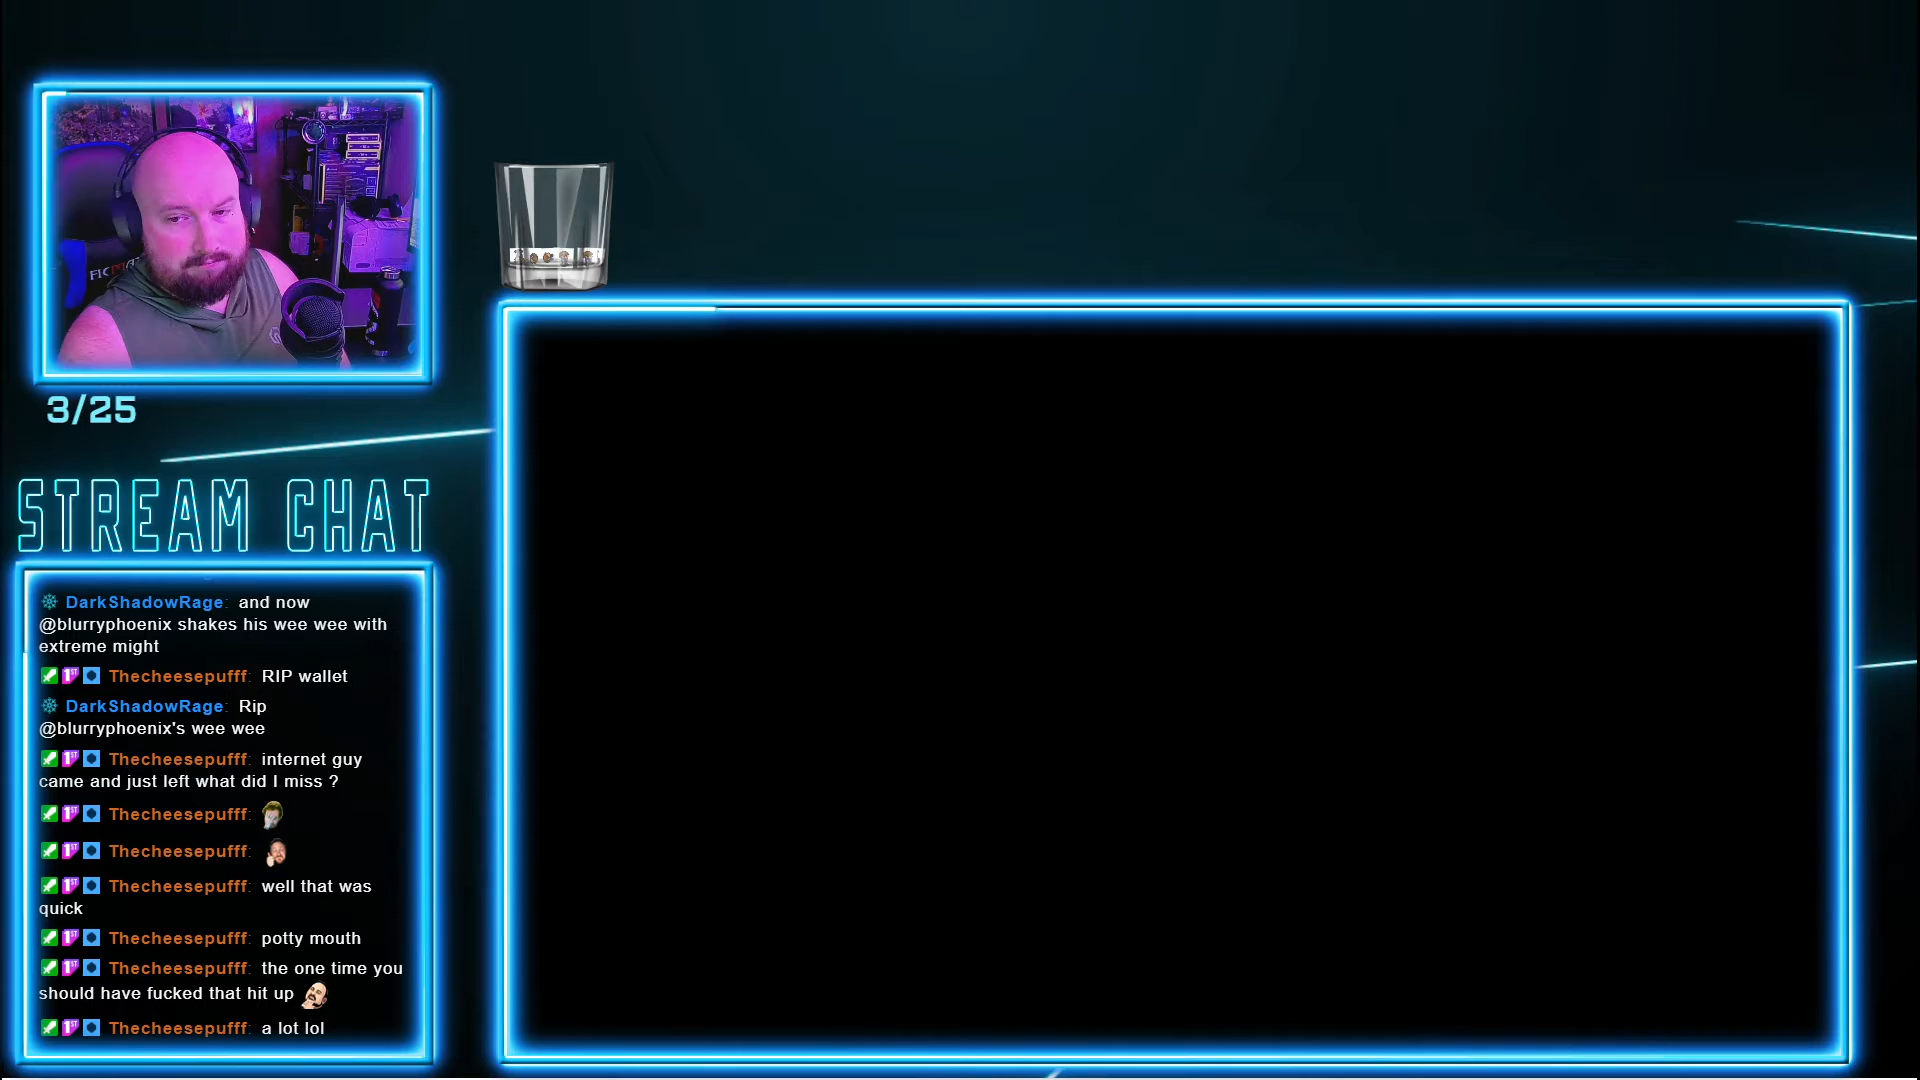 3/25
STREAM CHAT
DarkShadowRage: and now
@blurryphoenix shakes his wee wee with
extreme might
Thecheesepufff: RIP wallet
DarkShadowRage: Rip
@blurryphoenix's wee wee
Thecheesepufff: internet guy
came and just left what did I miss ?
Thecheesepufff:
Thecheesepufff:
Thecheesepufff: well that was
quick
Thecheesepufff: potty mouth
Thecheesepufff: the one time you
should have fucked that hit up
Thecheesepufff: a lot lol